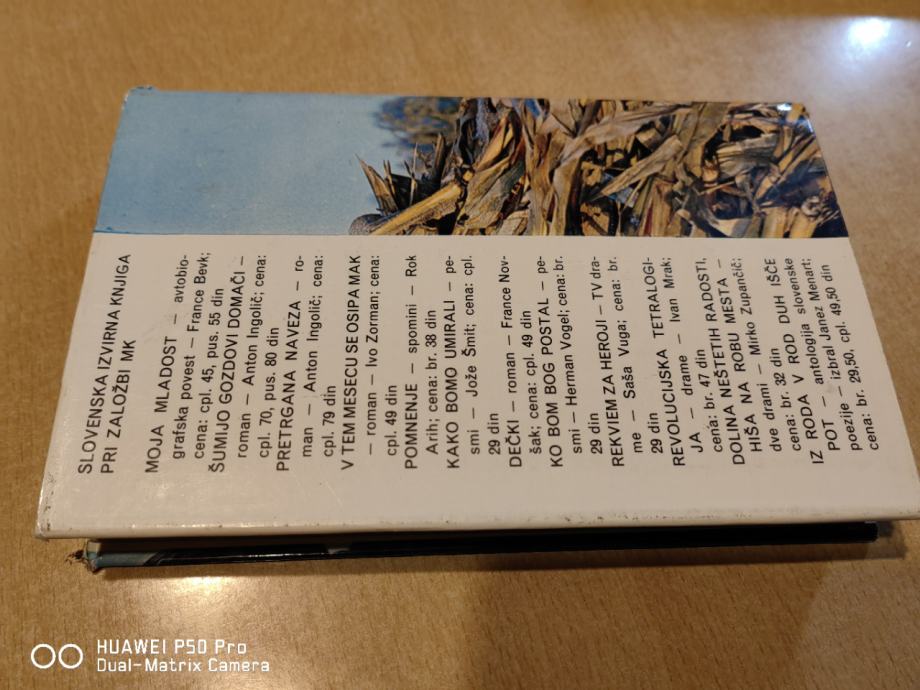 SLOVENSKA IZVIRNA KNJIGA
PRI ZALOŽBI MK
MOJA MLADOST — avtobio-
grafska povest — France Bevk;
cena: cpl. 45, pus. 55 din
ŠUMIJO GOZDOVI DOMAČI —
roman — Anton Ingolič; cena:
cpl. 70, pus. 80 din
PRETRGANA NAVEZA — ro-
man — Anton Ingolič; cena:
cpl. 79 din
V TEM MESECU SE OSIPA MAK
— roman — Ivo Zorman; cena:
cpl. 49 din
POMNENJE — spomini — Rok
Arih; cena: br. 38 din
KAKO BOMO UMIRALI — pe-
smi — Jože Šmit; cena: cpl.
29 din
DEČKI — roman — France Nov-
šak; cena: cpl. 49 din
KO BOM BOG POSTAL — pe-
smi — Herman Vogel; cena: br.
29 din
REKVIEM ZA HEROJI — TV dra-
me — Saša Vuga; cena: br.
29 din
REVOLUCIJSKA TETRALOGI-
JA — drame — Ivan Mrak;
cena: br. 47 din
DOLINA NEŠTETIH RADOSTI,
HIŠA NA ROBU MESTA —
dve drami — Mirko Zupančič;
cena: br. 32 din
IZ RODA V ROD DUH IŠČE
POT — antologija slovenske
poezije — izbral Janez Menart;
cena: br. 29,50, cpl. 49,50 din
HUAWEI P50 Pro
Dual-Matrix Camera